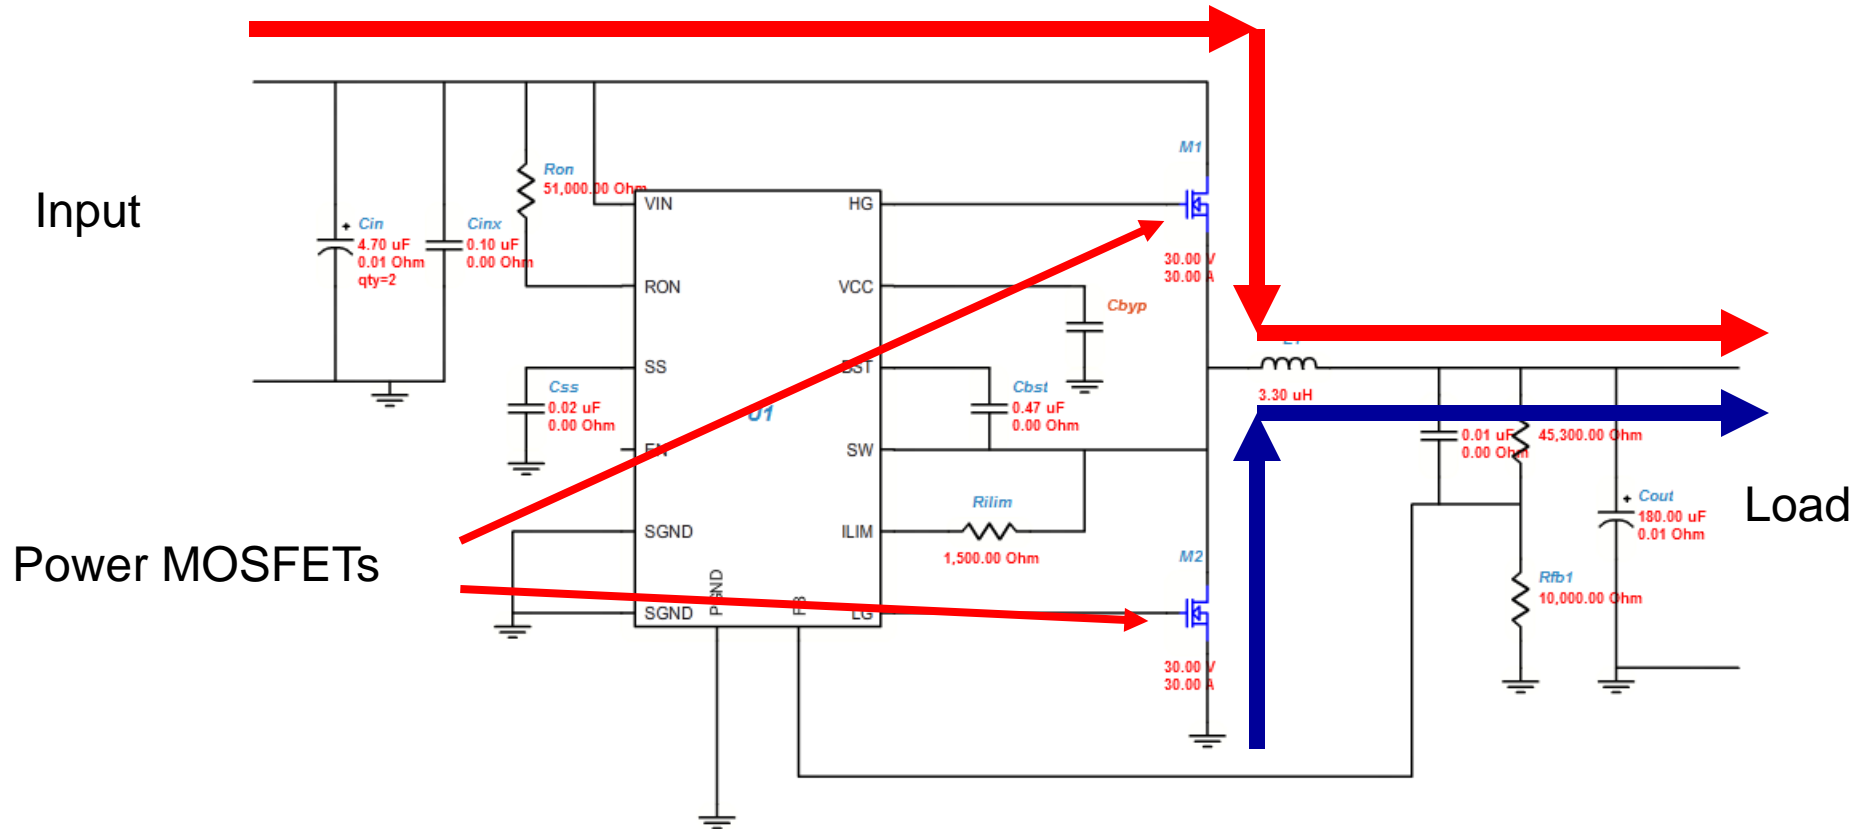 Input
Power MOSFETs
Load
Cin
4.70 uF
0.01 Ohm
qty=2
Cinx
0.10 uF
0.00 Ohm
Ron
51,000.00 Ohm
Css
0.02 uF
0.00 Ohm
U1
VIN
RON
SS
EN
SGND
SGND
PGND
FB
HG
VCC
BST
SW
ILIM
LG
Cbyp
Cbst
0.47 uF
0.00 Ohm
Rilim
1,500.00 Ohm
M1
30.00 V
30.00 A
M2
30.00 V
30.00 A
L1
3.30 uH
0.01 uF
0.00 Ohm
45,300.00 Ohm
Rfb1
10,000.00 Ohm
Cout
180.00 uF
0.01 Ohm